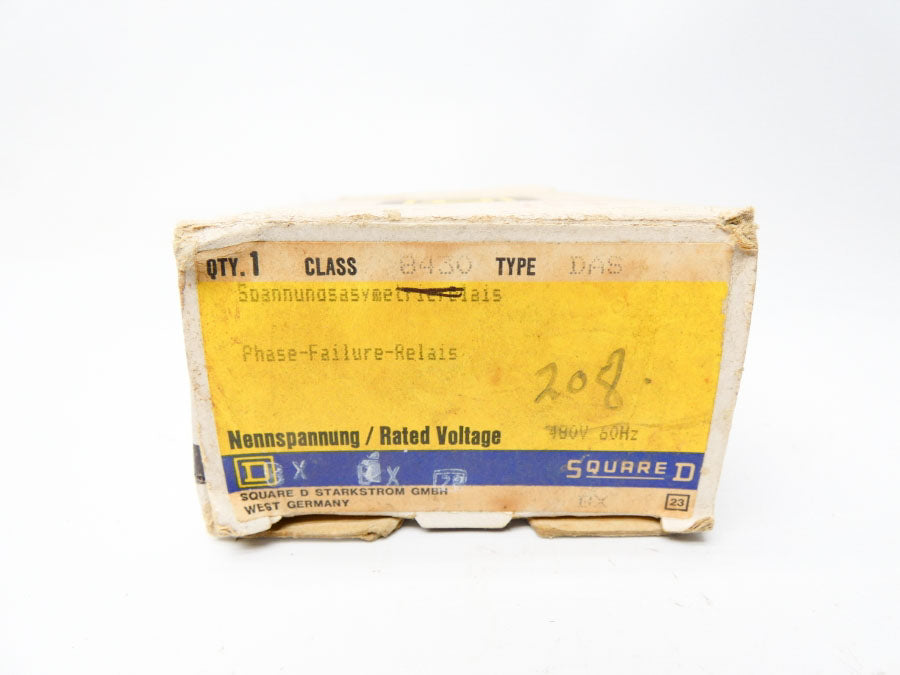 QTY. 1 CLASS 8430 TYPE DAS
Spannungsasymetrierelais
Phase-Failure-Relais
208.
Nennspannung / Rated Voltage 480V 60Hz
D X X SQUARE D
SQUARE D STARKSTROM GMBH
WEST GERMANY
23